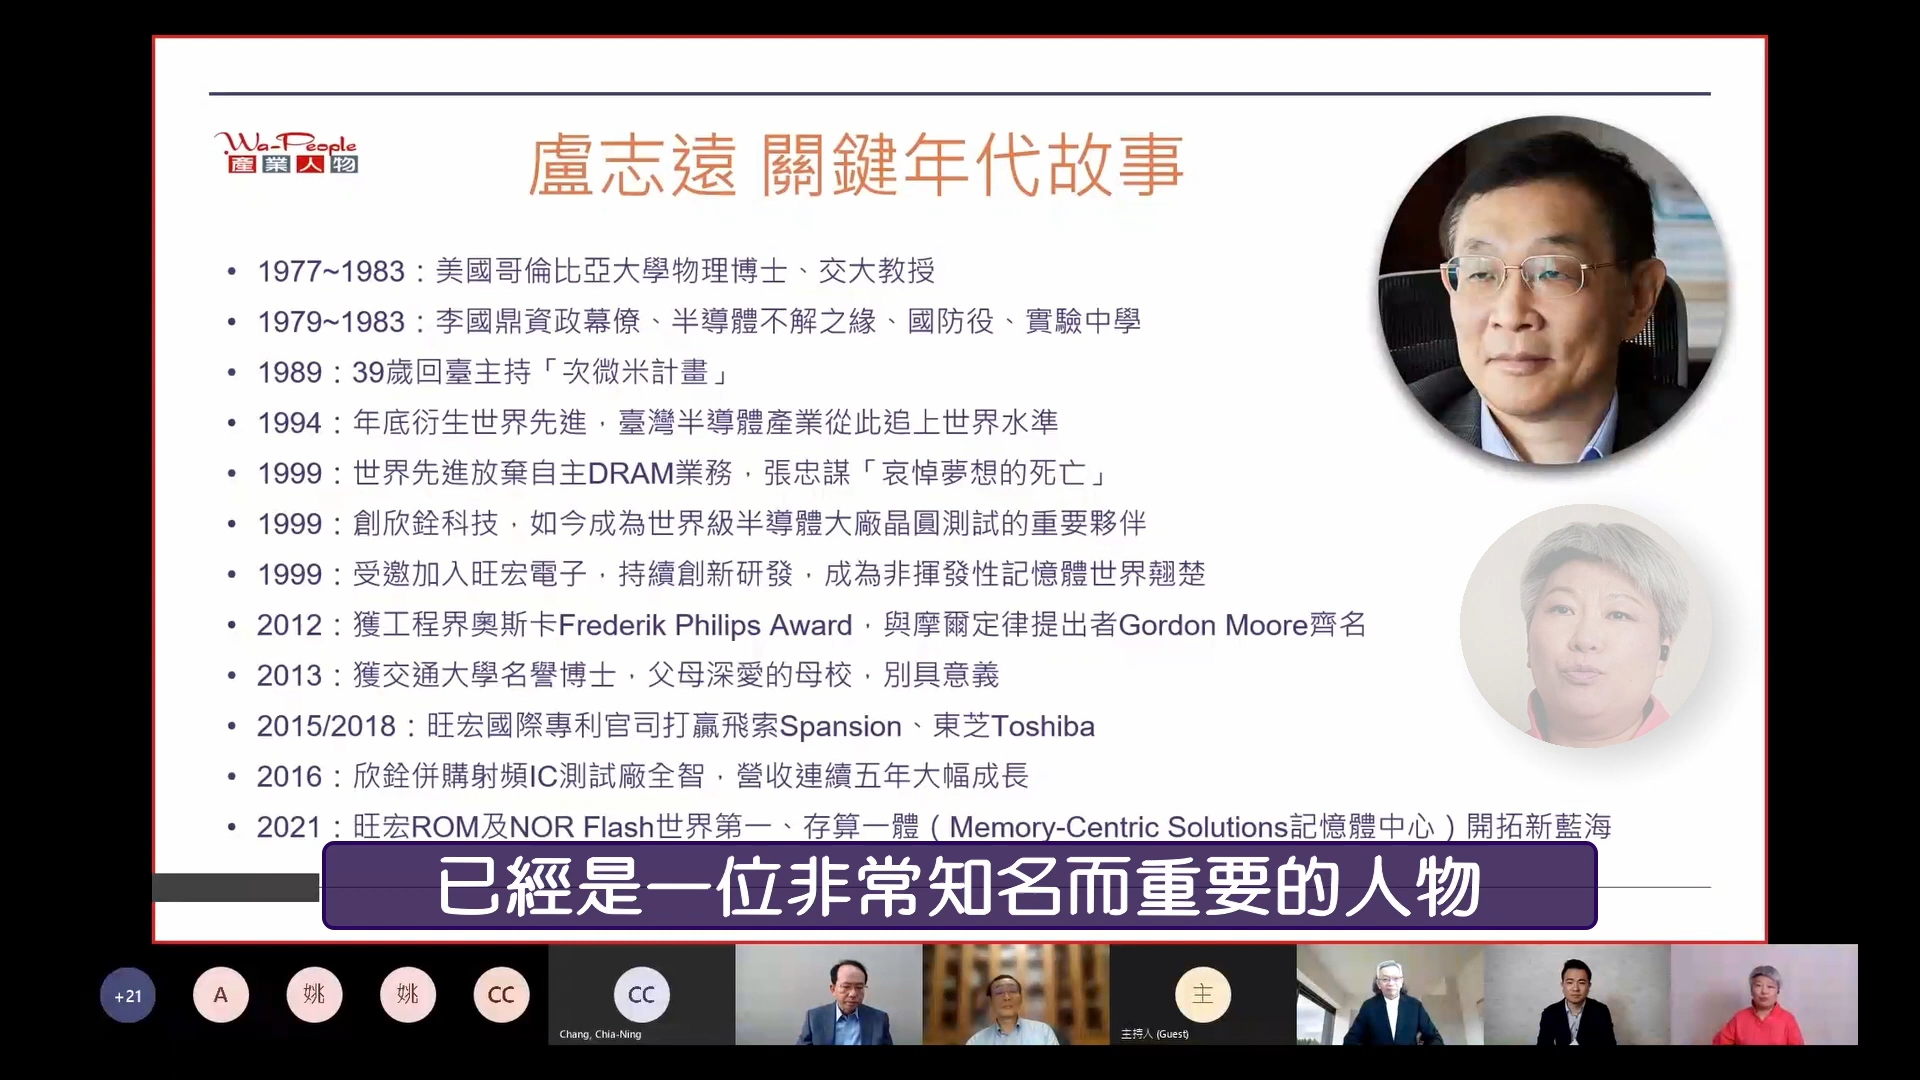 Wa-People
產業人物
盧志遠 關鍵年代故事
• 1977~1983：美國哥倫比亞大學物理博士、交大教授
• 1979~1983：李國鼎資政幕僚、半導體不解之緣、國防役、實驗中學
• 1989：39歲回臺主持「次微米計畫」
• 1994：年底衍生世界先進，臺灣半導體產業從此追上世界水準
• 1999：世界先進放棄自主DRAM業務，張忠謀「哀悼夢想的死亡」
• 1999：創欣銓科技，如今成為世界級半導體大廠晶圓測試的重要夥伴
• 1999：受邀加入旺宏電子，持續創新研發，成為非揮發性記憶體世界翹楚
• 2012：獲工程界奧斯卡Frederik Philips Award，與摩爾定律提出者Gordon Moore齊名
• 2013：獲交通大學名譽博士，父母深愛的母校，別具意義
• 2015/2018：旺宏國際專利官司打贏飛索Spansion、東芝Toshiba
• 2016：欣銓併購射頻IC測試廠全智，營收連續五年大幅成長
• 2021：旺宏ROM及NOR Flash世界第一、存算一體（Memory-Centric Solutions記憶體中心）開拓新藍海
已經是一位非常知名而重要的人物
+21
A
姚
姚
CC
CC
Chang, Chia-Ning
主
主持人 (Guest)